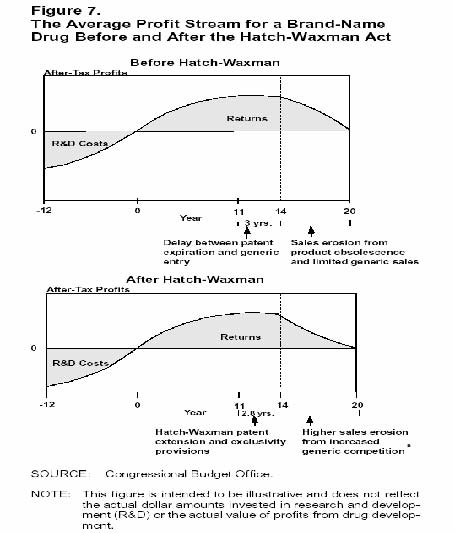 Figure 7.
The Average Profit Stream for a Brand-Name
Drug Before and After the Hatch-Waxman Act
Before Hatch-Waxman
After-Tax Profits
0
Returns
R&D Costs
-12 0 11 14 20
3 yrs.
Year
Delay between patent expiration and generic entry
Sales erosion from product obsolescence and limited generic sales
After Hatch-Waxman
After-Tax Profits
0
Returns
R&D Costs
-12 0 11 14 20
2.8 yrs.
Year
Hatch-Waxman patent extension and exclusivity provisions
Higher sales erosion from increased generic competition*
SOURCE: Congressional Budget Office.
NOTE: This figure is intended to be illustrative and does not reflect
the actual dollar amounts invested in research and develop-
ment (R&D) or the actual value of profits from drug develop-
ment.